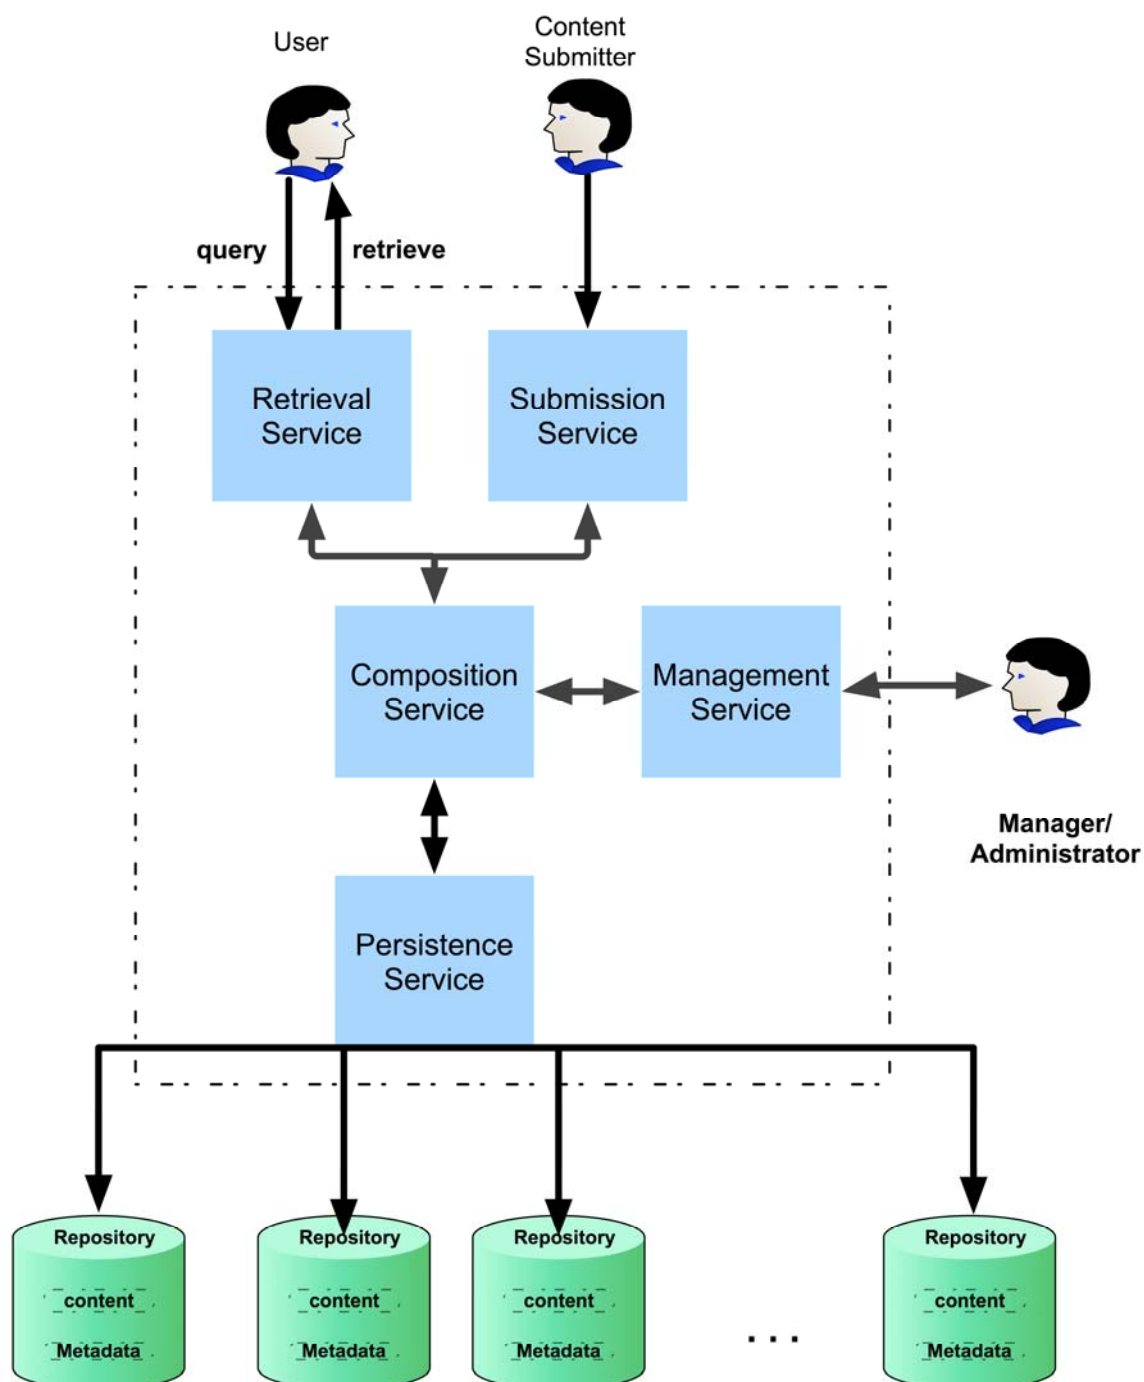 User
Content
Submitter
query
retrieve
Retrieval
Service
Submission
Service
Composition
Service
Management
Service
Manager/
Administrator
Persistence
Service
Repository
content
Metadata
Repository
content
Metadata
Repository
content
Metadata
. . .
Repository
content
Metadata